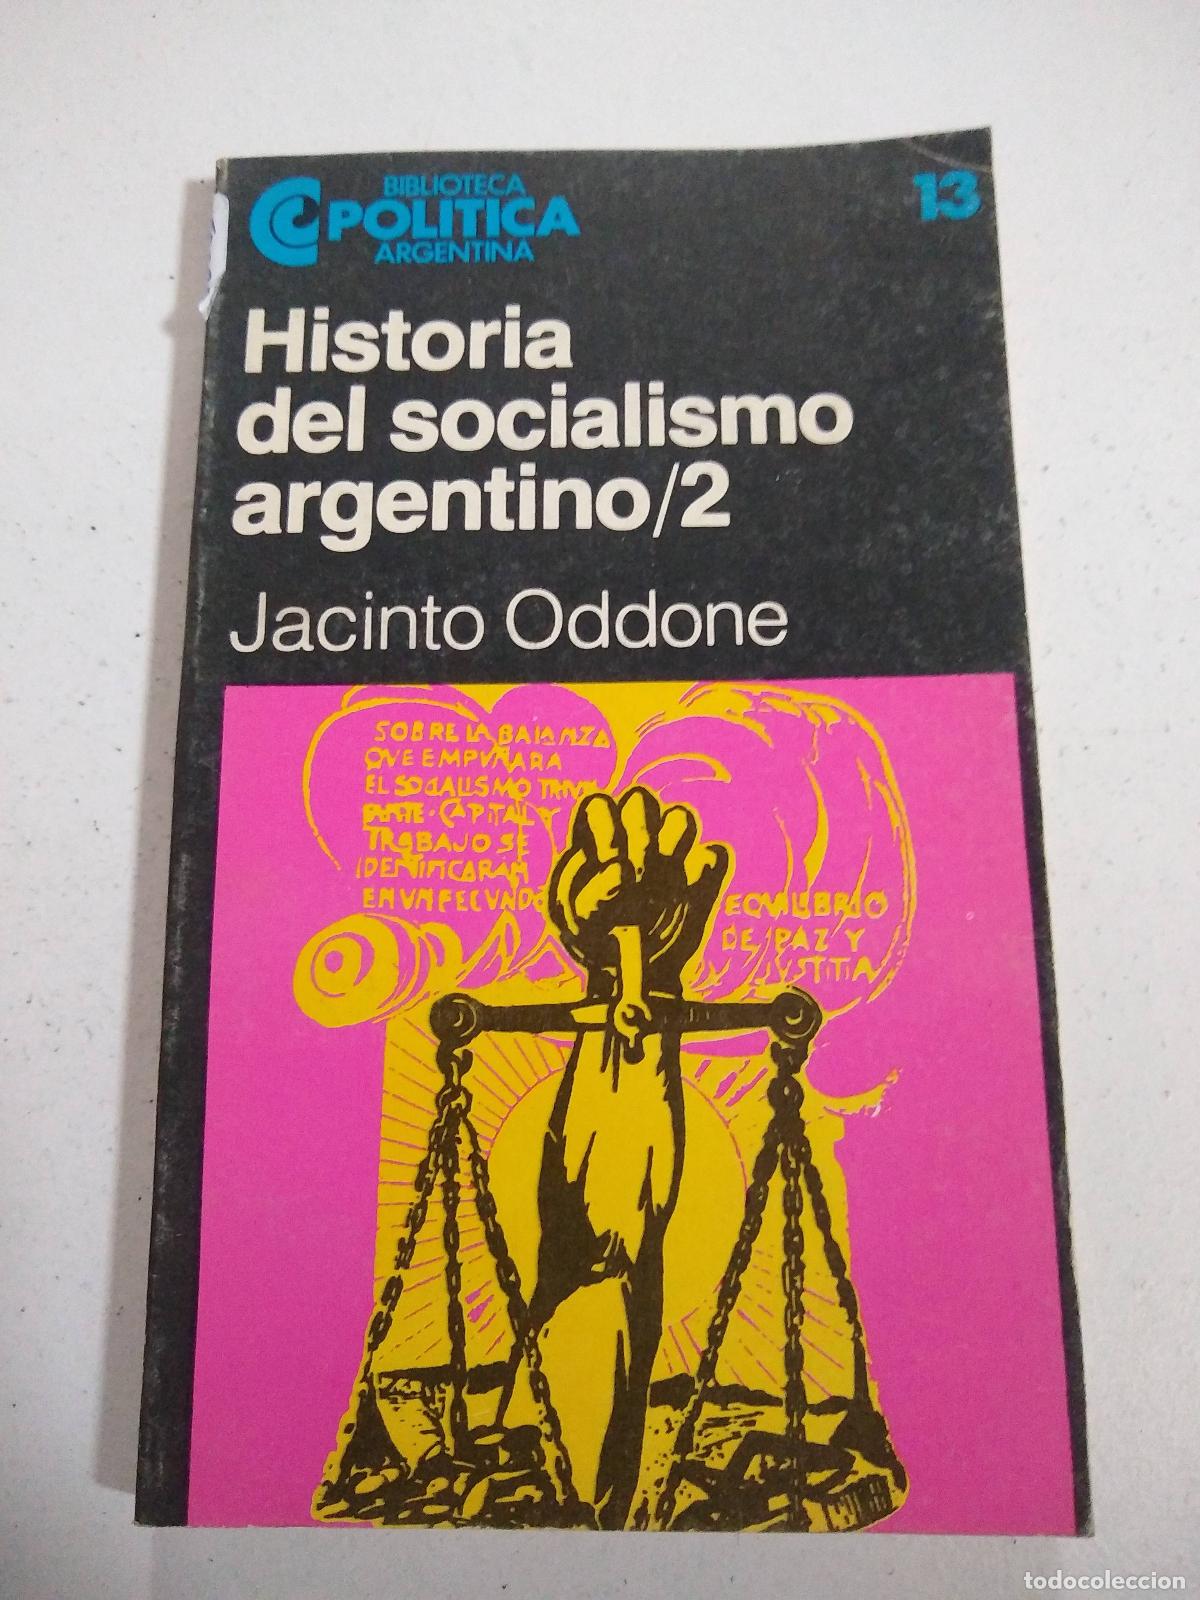 BIBLIOTECA
POLITICA
ARGENTINA
13
Historia
del socialismo
argentino/2
Jacinto Oddone
SOBRE LA BALANZA
QUE EMPUÑARA
EL SOCIALISMO TRIUN
FANTE · CAPITAL Y
TRABAJO SE
IDENTIFICARAN
EN UN FECUNDO
EQUILIBRIO
DE PAZ Y
JUSTITIA
todocoleccion